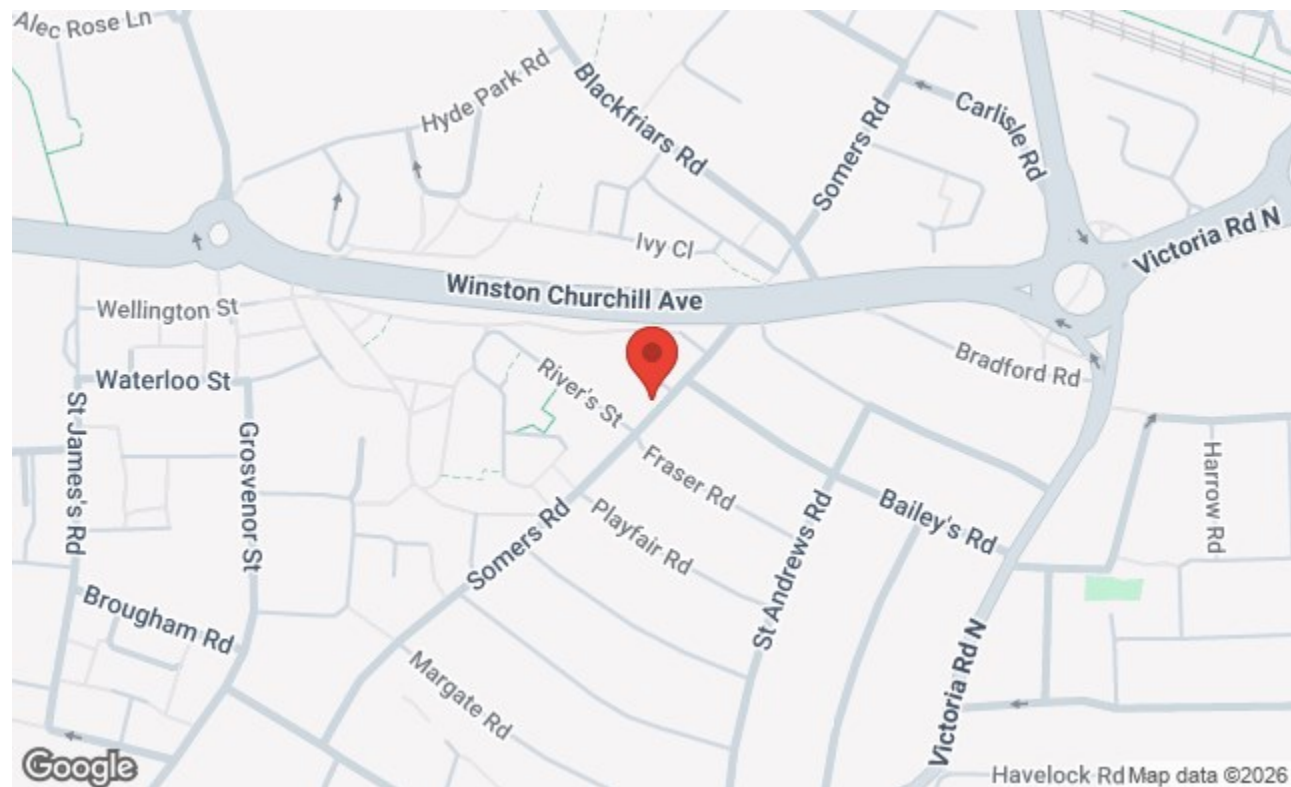 Alec Rose Ln
Hyde Park Rd
Blackfriars Rd
Somers Rd
Carlisle Rd
Victoria Rd N
Ivy Cl
Winston Churchill Ave
Wellington St
Waterloo St
Bradford Rd
River's St
St James's Rd
Grosvenor St
Fraser Rd
Harrow Rd
Bailey's Rd
Playfair Rd
Somers Rd
St Andrews Rd
Brougham Rd
Margate Rd
Victoria Rd N
Google
Havelock Rd
Map data ©2026